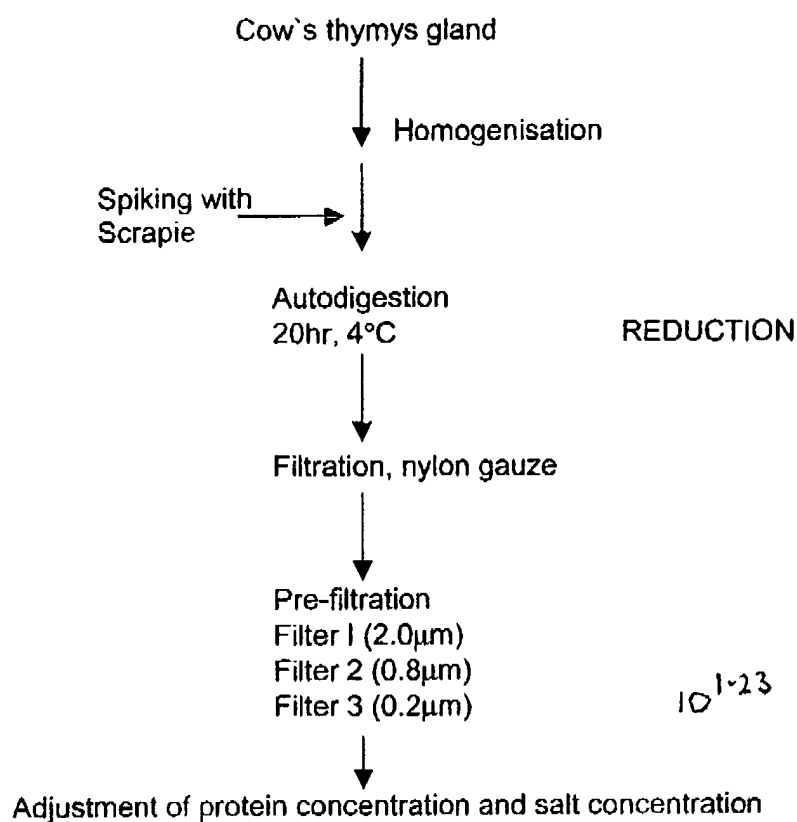 Cow`s thymys gland
Homogenisation
Spiking with
Scrapie
Autodigestion
20hr, 4°C
REDUCTION
Filtration, nylon gauze
Pre-filtration
Filter I (2.0µm)
Filter 2 (0.8µm)
Filter 3 (0.2µm)
10^1.23
Adjustment of protein concentration and salt concentration